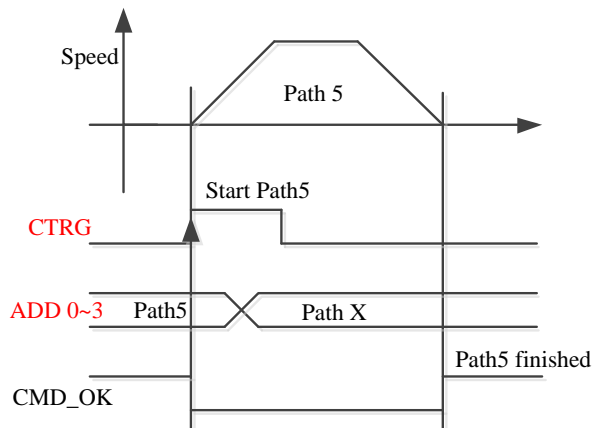 Speed
Path 5
Start Path5
CTRG
ADD 0~3
Path5
Path X
Path5 finished
CMD_OK